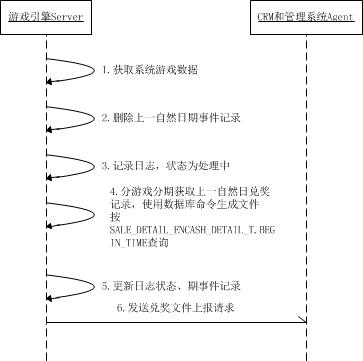 游戏引擎Server
CRM和管理系统Agent
1.获取系统游戏数据
2.删除上一自然日期事件记录
3.记录日志，状态为处理中
4.分游戏分期获取上一自然日兑奖
记录，使用数据库命令生成文件
按
SALE_DETAIL_ENCASH_DETAIL_T.BEG
IN_TIME查询
5.更新日志状态、期事件记录
6.发送兑奖文件上报请求